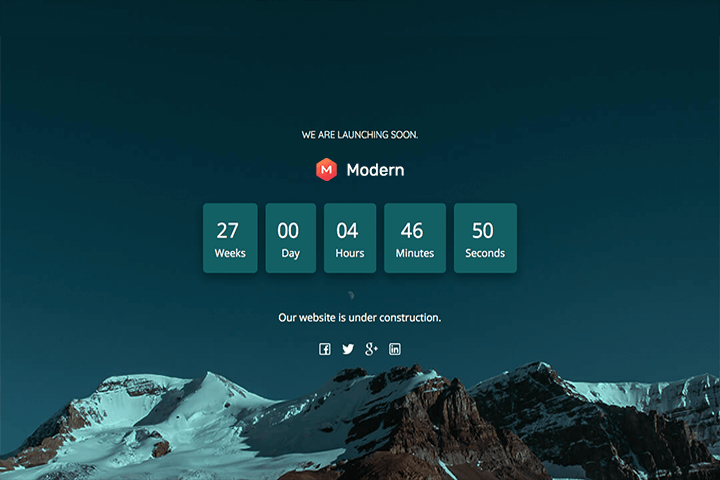 WE ARE LAUNCHING SOON.
M Modern
27 00 04 46 50
Weeks Day Hours Minutes Seconds
Our website is under construction.